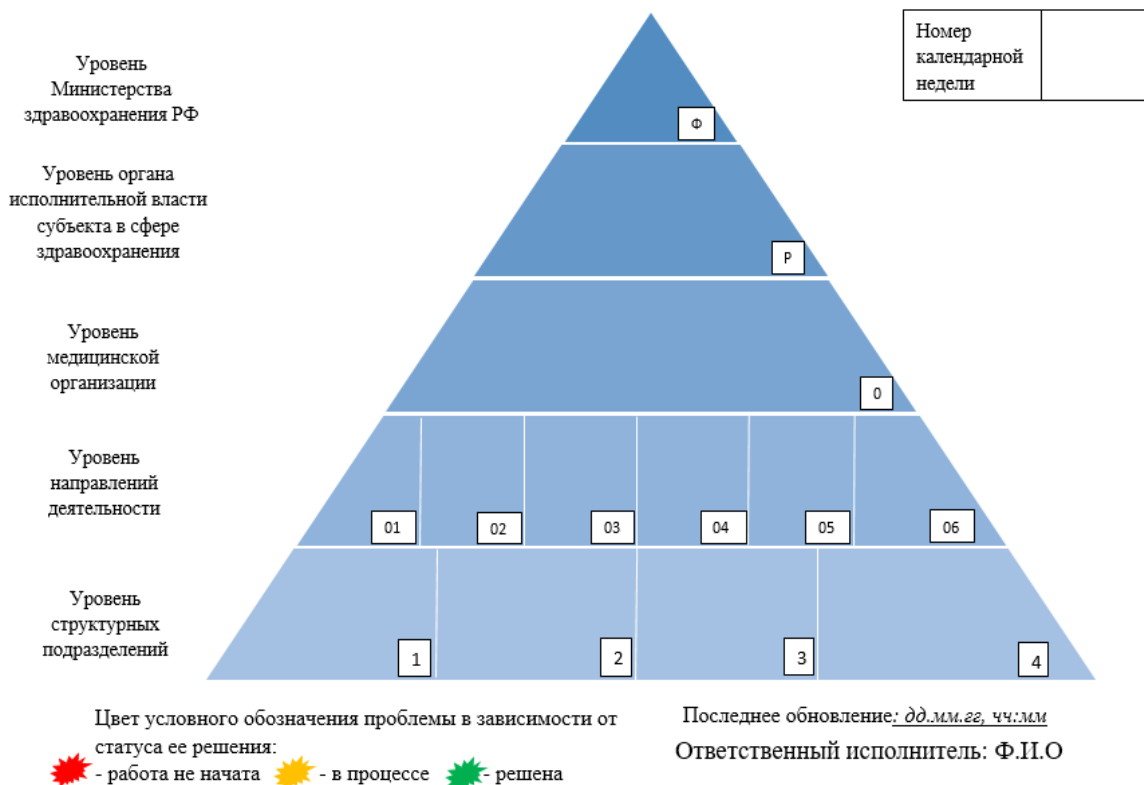 Номер
календарной
недели
Уровень
Министерства
здравоохранения РФ
Ф
Уровень органа
исполнительной власти
субъекта в сфере
здравоохранения
Р
Уровень
медицинской
организации
0
Уровень
направлений
деятельности
01 02 03 04 05 06
Уровень
структурных
подразделений
1 2 3 4
Цвет условного обозначения проблемы в зависимости от
статуса ее решения:
- работа не начата - в процессе - решена
Последнее обновление: дд.мм.гг, чч:мм
Ответственный исполнитель: Ф.И.О